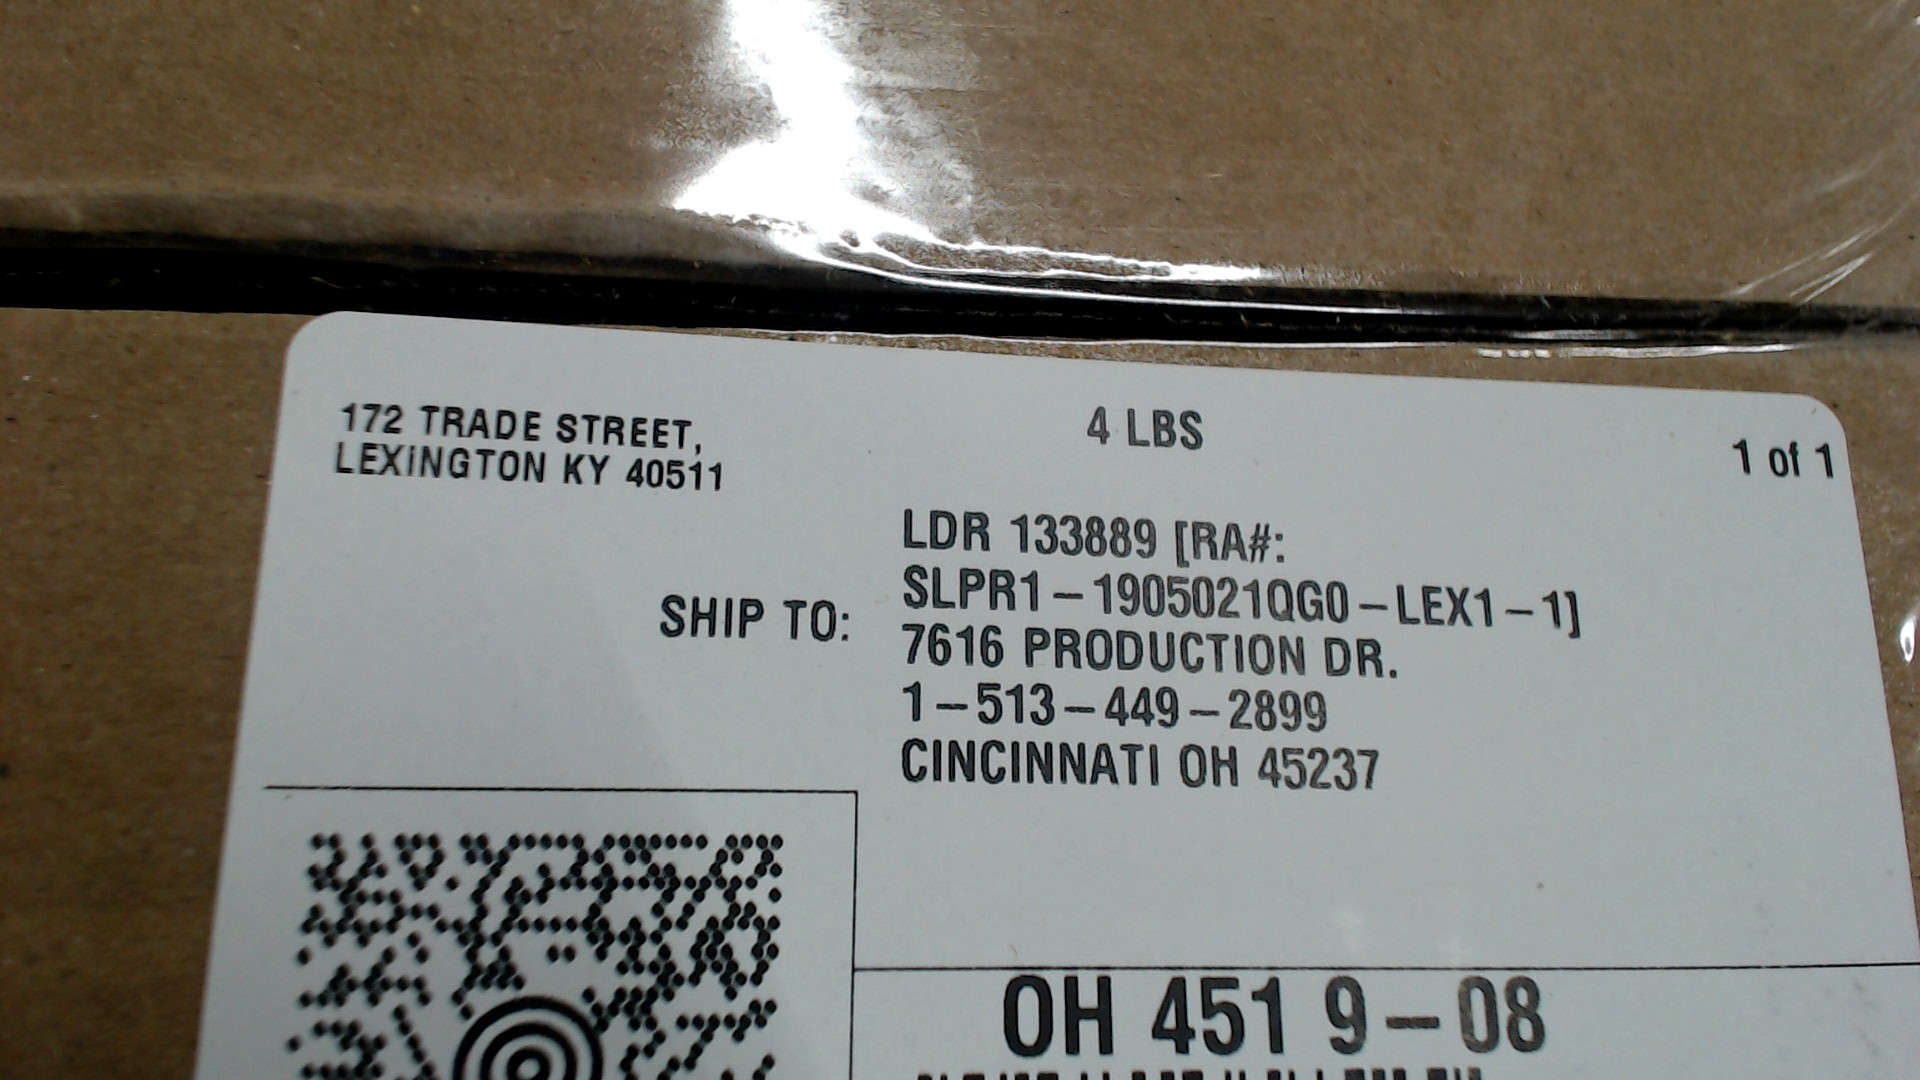 172 TRADE STREET,
LEXINGTON KY 40511
4 LBS
1 of 1
SHIP TO:
LDR 133889 [RA#:
SLPR1-1905021QG0-LEX1-1]
7616 PRODUCTION DR.
1-513-449-2899
CINCINNATI OH 45237
OH 451 9-08